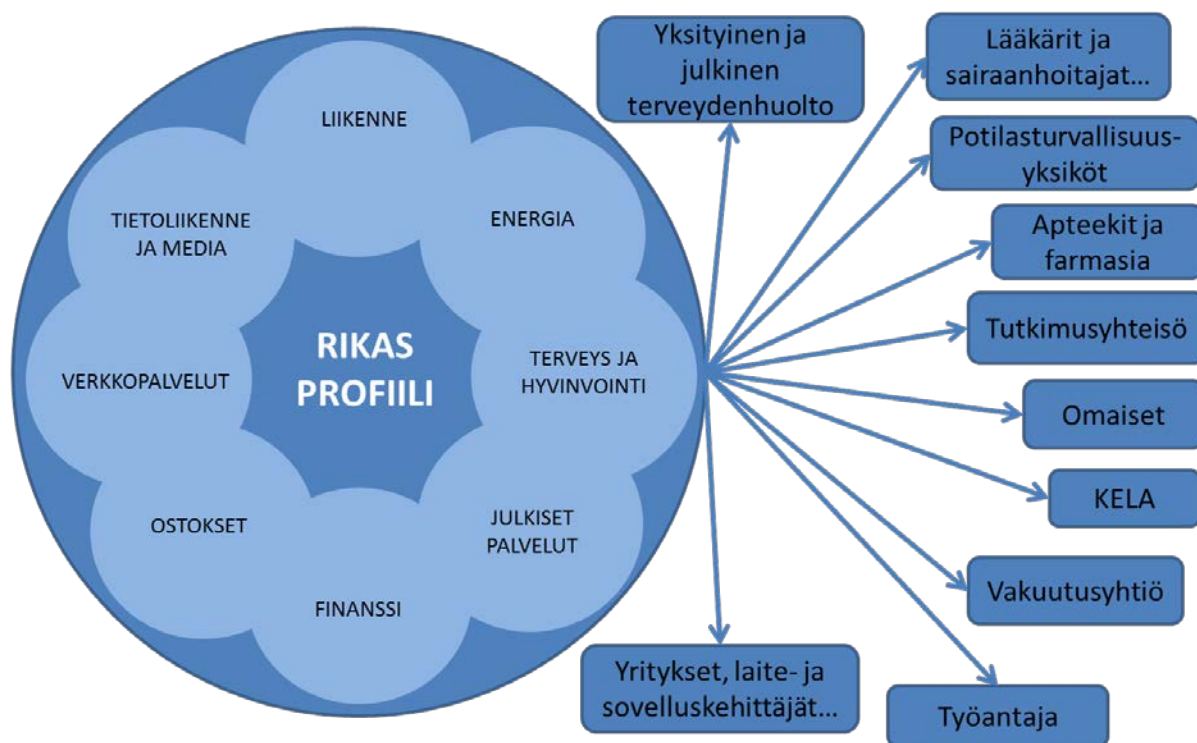 LIIKENNE
ENERGIA
TERVEYS JA
HYVINVOINTI
JULKISET
PALVELUT
FINANSSI
OSTOKSET
VERKKOPALVELUT
TIETOLIIKENNE
JA MEDIA
RIKAS
PROFIILI
Yksityinen ja
julkinen
terveydenhuolto
Lääkärit ja
sairaanhoitajat…
Potilasturvallisuus-
yksiköt
Apteekit ja
farmasia
Tutkimusyhteisö
Omaiset
KELA
Vakuutusyhtiö
Työantaja
Yritykset, laite- ja
sovelluskehittäjät…